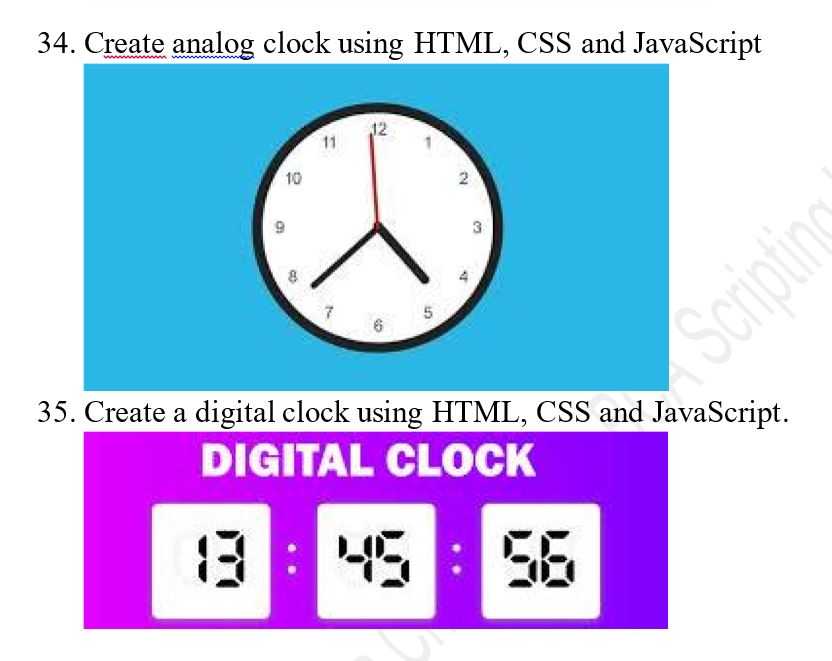 34. Create analog clock using HTML, CSS and JavaScript
12
11 1
10 2
9 3
8 4
7 5
6
35. Create a digital clock using HTML, CSS and JavaScript.
DIGITAL CLOCK
13 : 45 : 56
Scripting